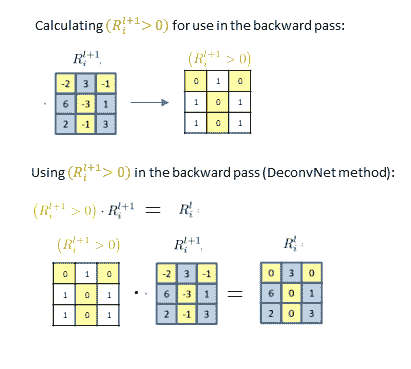 Calculating (R_i^{l+1} > 0) for use in the backward pass:
R_i^{l+1},
(R_i^{l+1} > 0)
-2 3 -1
6 -3 1
2 -1 3
0 1 0
1 0 1
1 0 1
Using (R_i^{l+1} > 0) in the backward pass (DeconvNet method):
(R_i^{l+1} > 0) · R_i^{l+1} = R_i^l :
(R_i^{l+1} > 0)
R_i^{l+1},
R_i^l :
0 1 0
1 0 1
1 0 1
·
-2 3 -1
6 -3 1
2 -1 3
=
0 3 0
6 0 1
2 0 3